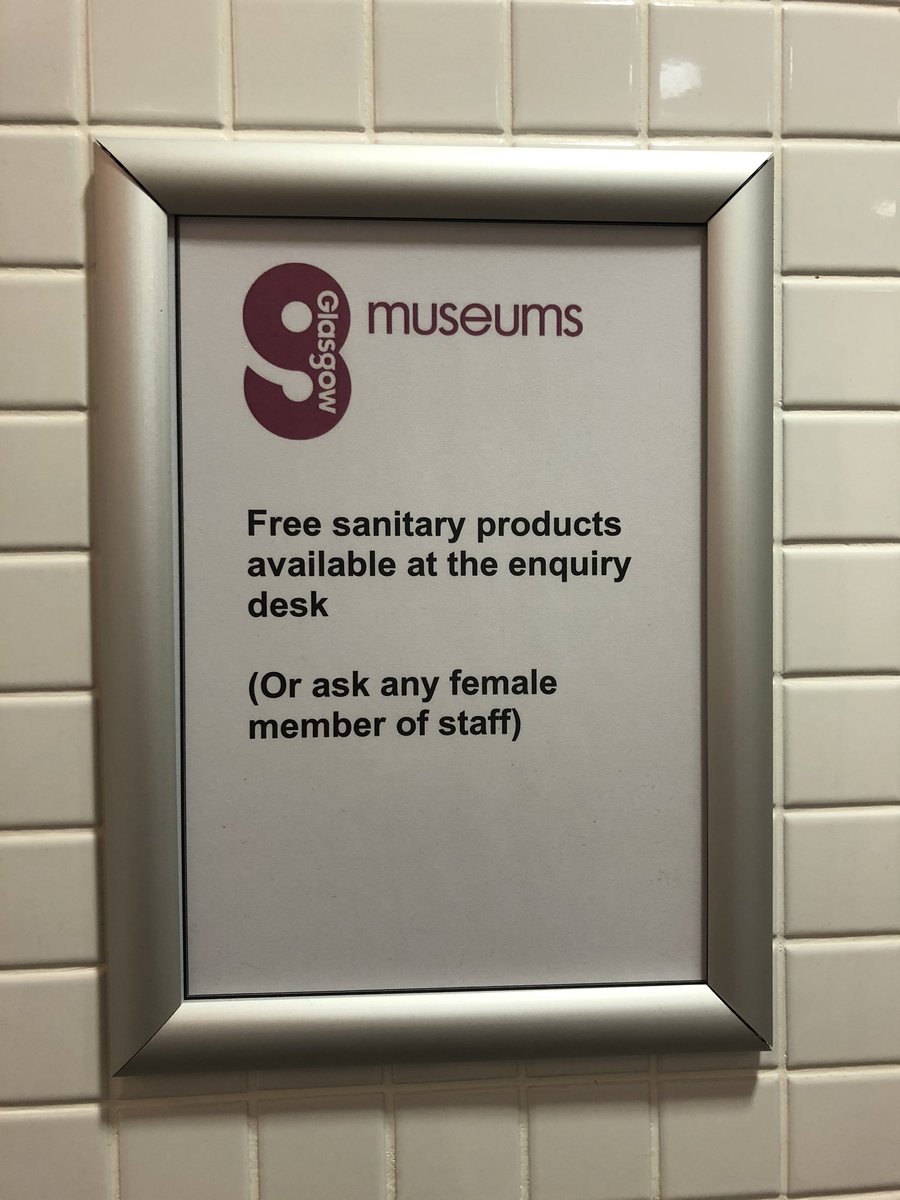 Glasgow
museums
Free sanitary products
available at the enquiry
desk
(Or ask any female
member of staff)